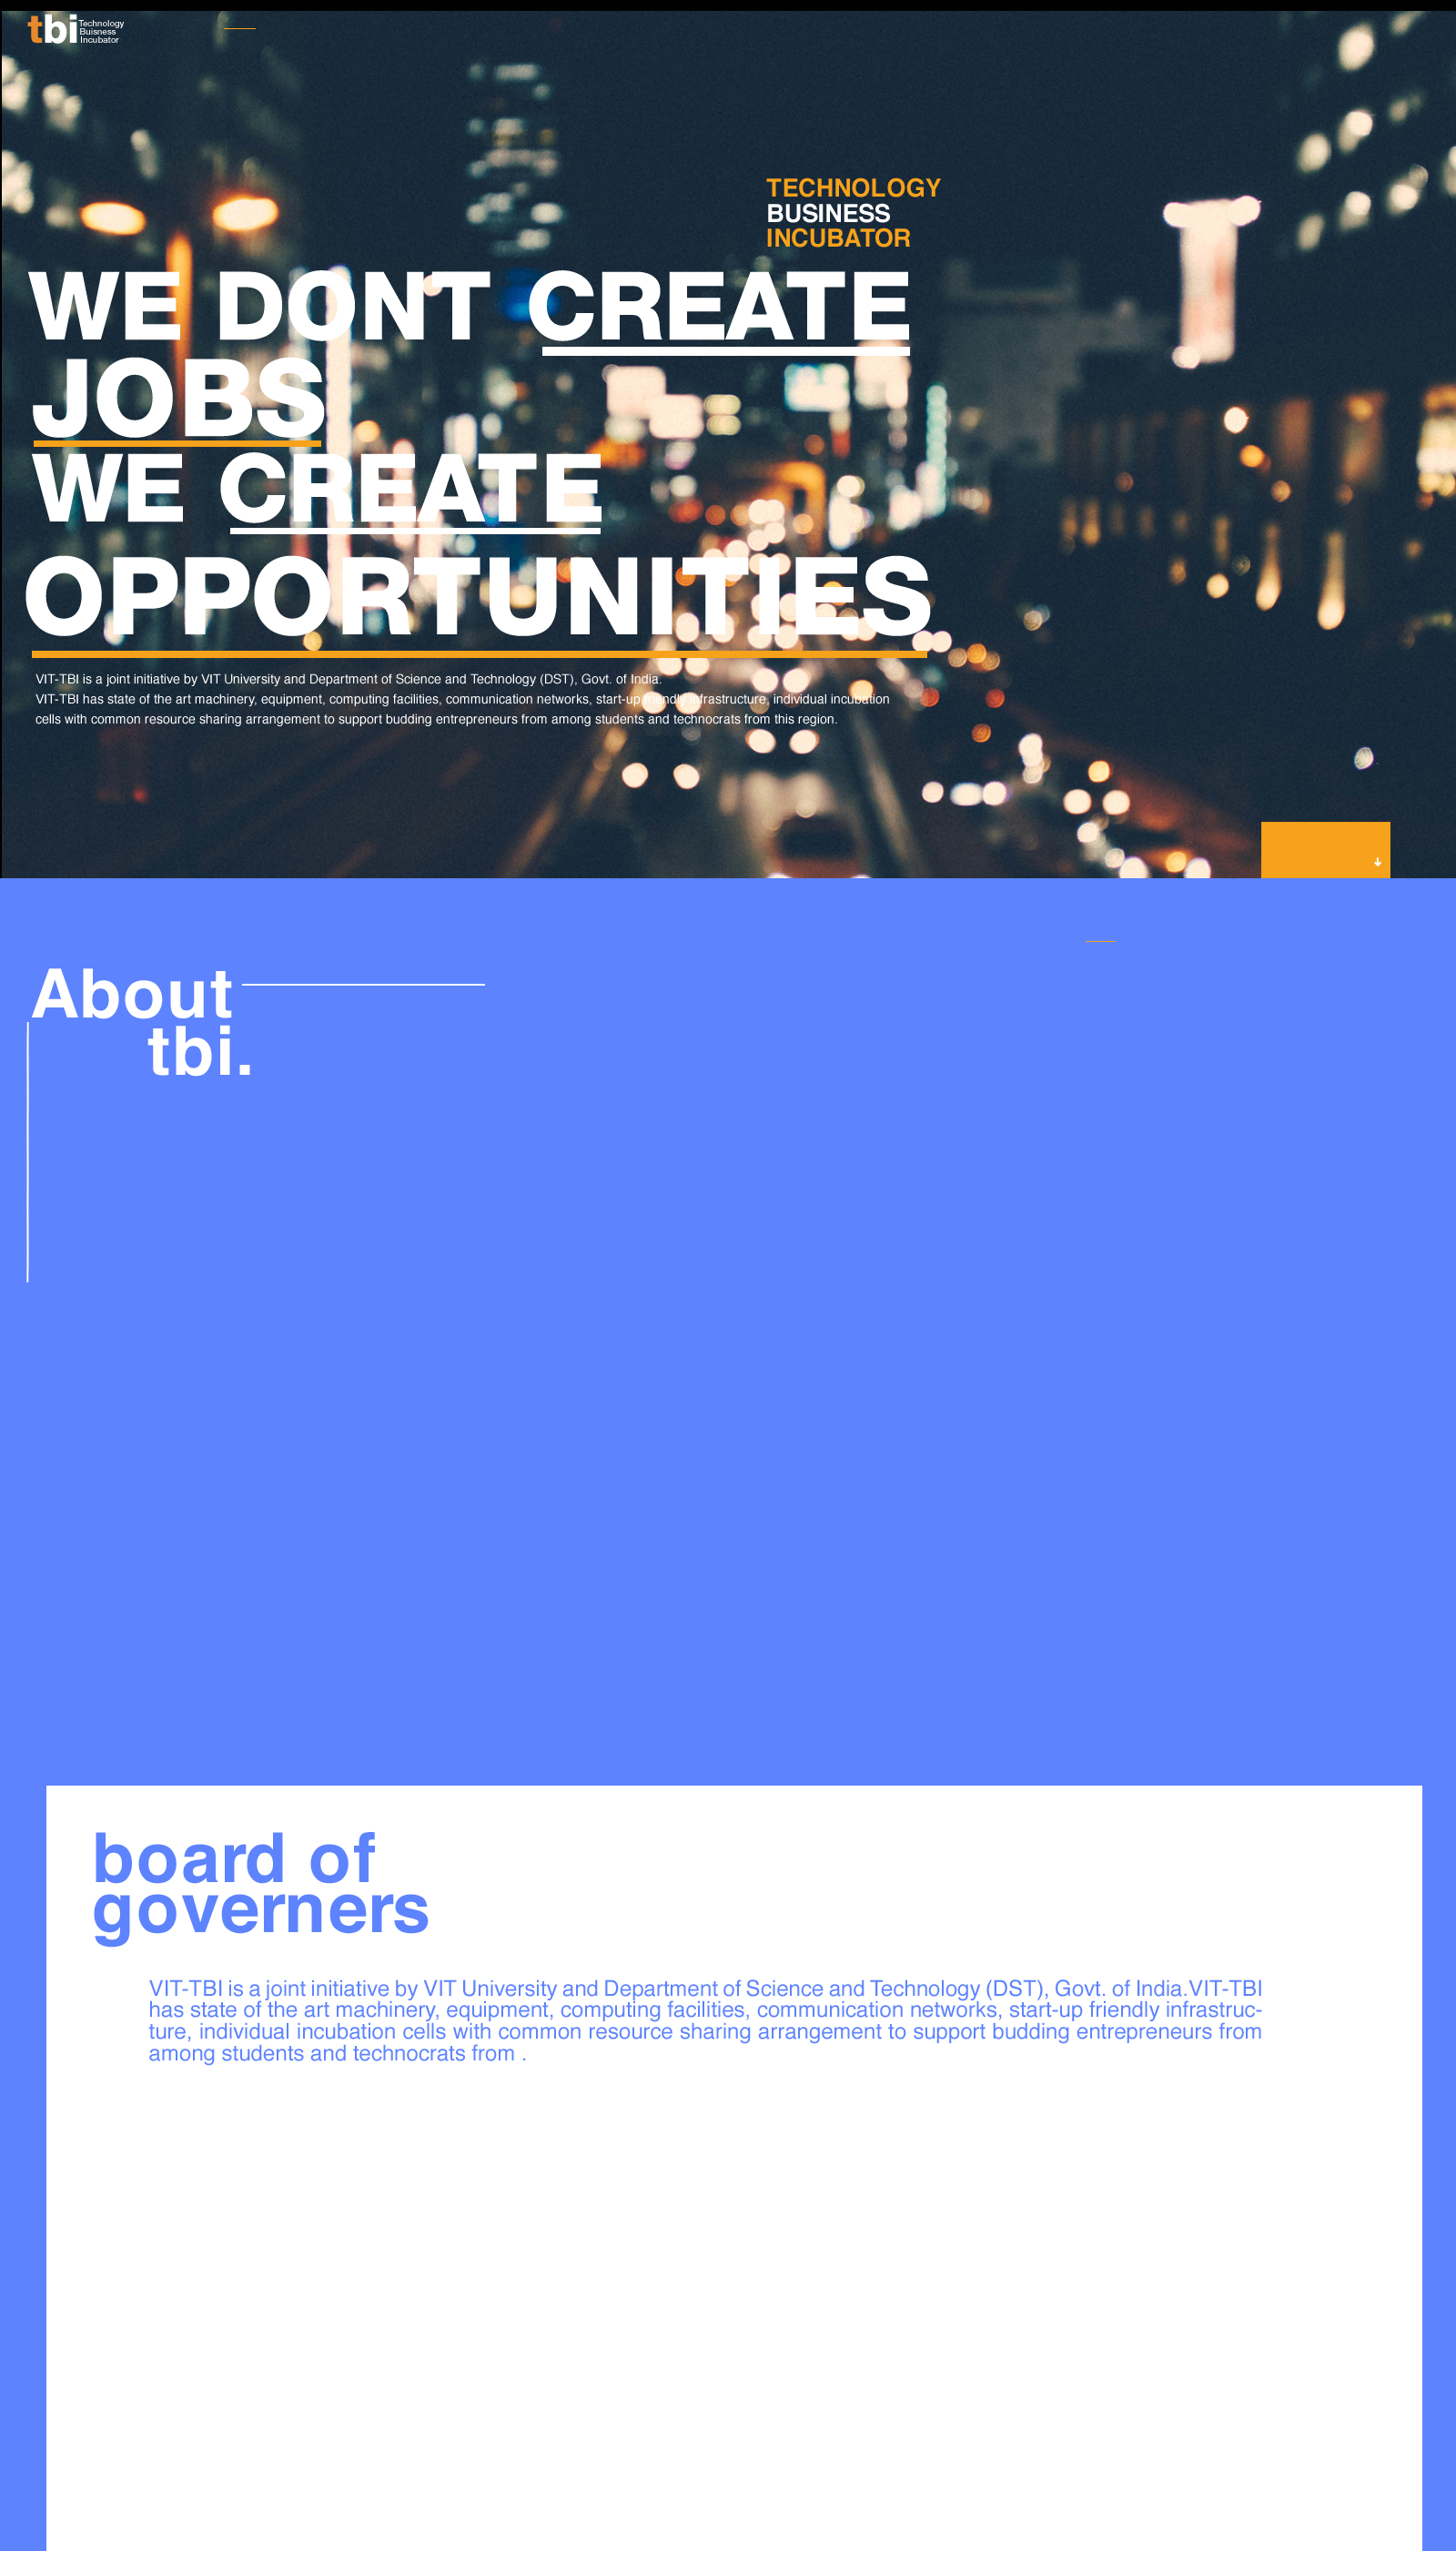 tbi
Technology
Buisness
Incubator
TECHNOLOGY
BUSINESS
INCUBATOR
WE DONT CREATE
JOBS
WE CREATE
OPPORTUNITIES
VIT-TBI is a joint initiative by VIT University and Department of Science and Technology (DST), Govt. of India.
VIT-TBI has state of the art machinery, equipment, computing facilities, communication networks, start-up friendly infrastructure, individual incubation
cells with common resource sharing arrangement to support budding entrepreneurs from among students and technocrats from this region.
About
tbi.
board of
governers
VIT-TBI is a joint initiative by VIT University and Department of Science and Technology (DST), Govt. of India.VIT-TBI
has state of the art machinery, equipment, computing facilities, communication networks, start-up friendly infrastruc-
ture, individual incubation cells with common resource sharing arrangement to support budding entrepreneurs from
among students and technocrats from .